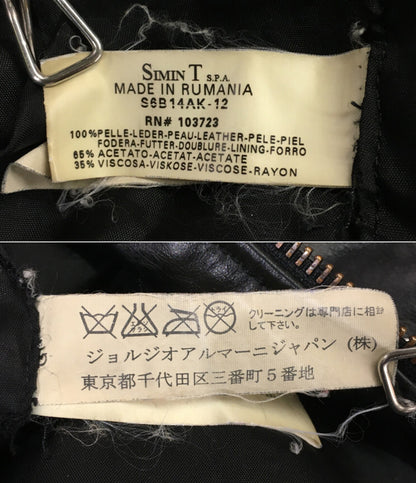 SIMIN T S.P.A.
MADE IN RUMANIA
S6B14AK-12
RN# 103723
100%PELLE-LEDER-PEAU-LEATHER-PELE-PIEL
FODERA-FUTTER-DOUBLURE-LINING-FORRO
65% ACETATO-ACETAT-ACETATE
35% VISCOSA-VISKOSE-VISCOSE-RAYON
クリーニングは専門店に相談
して下さい。
ジョルジオアルマーニジャパン (株)
東京都千代田区三番町5番地